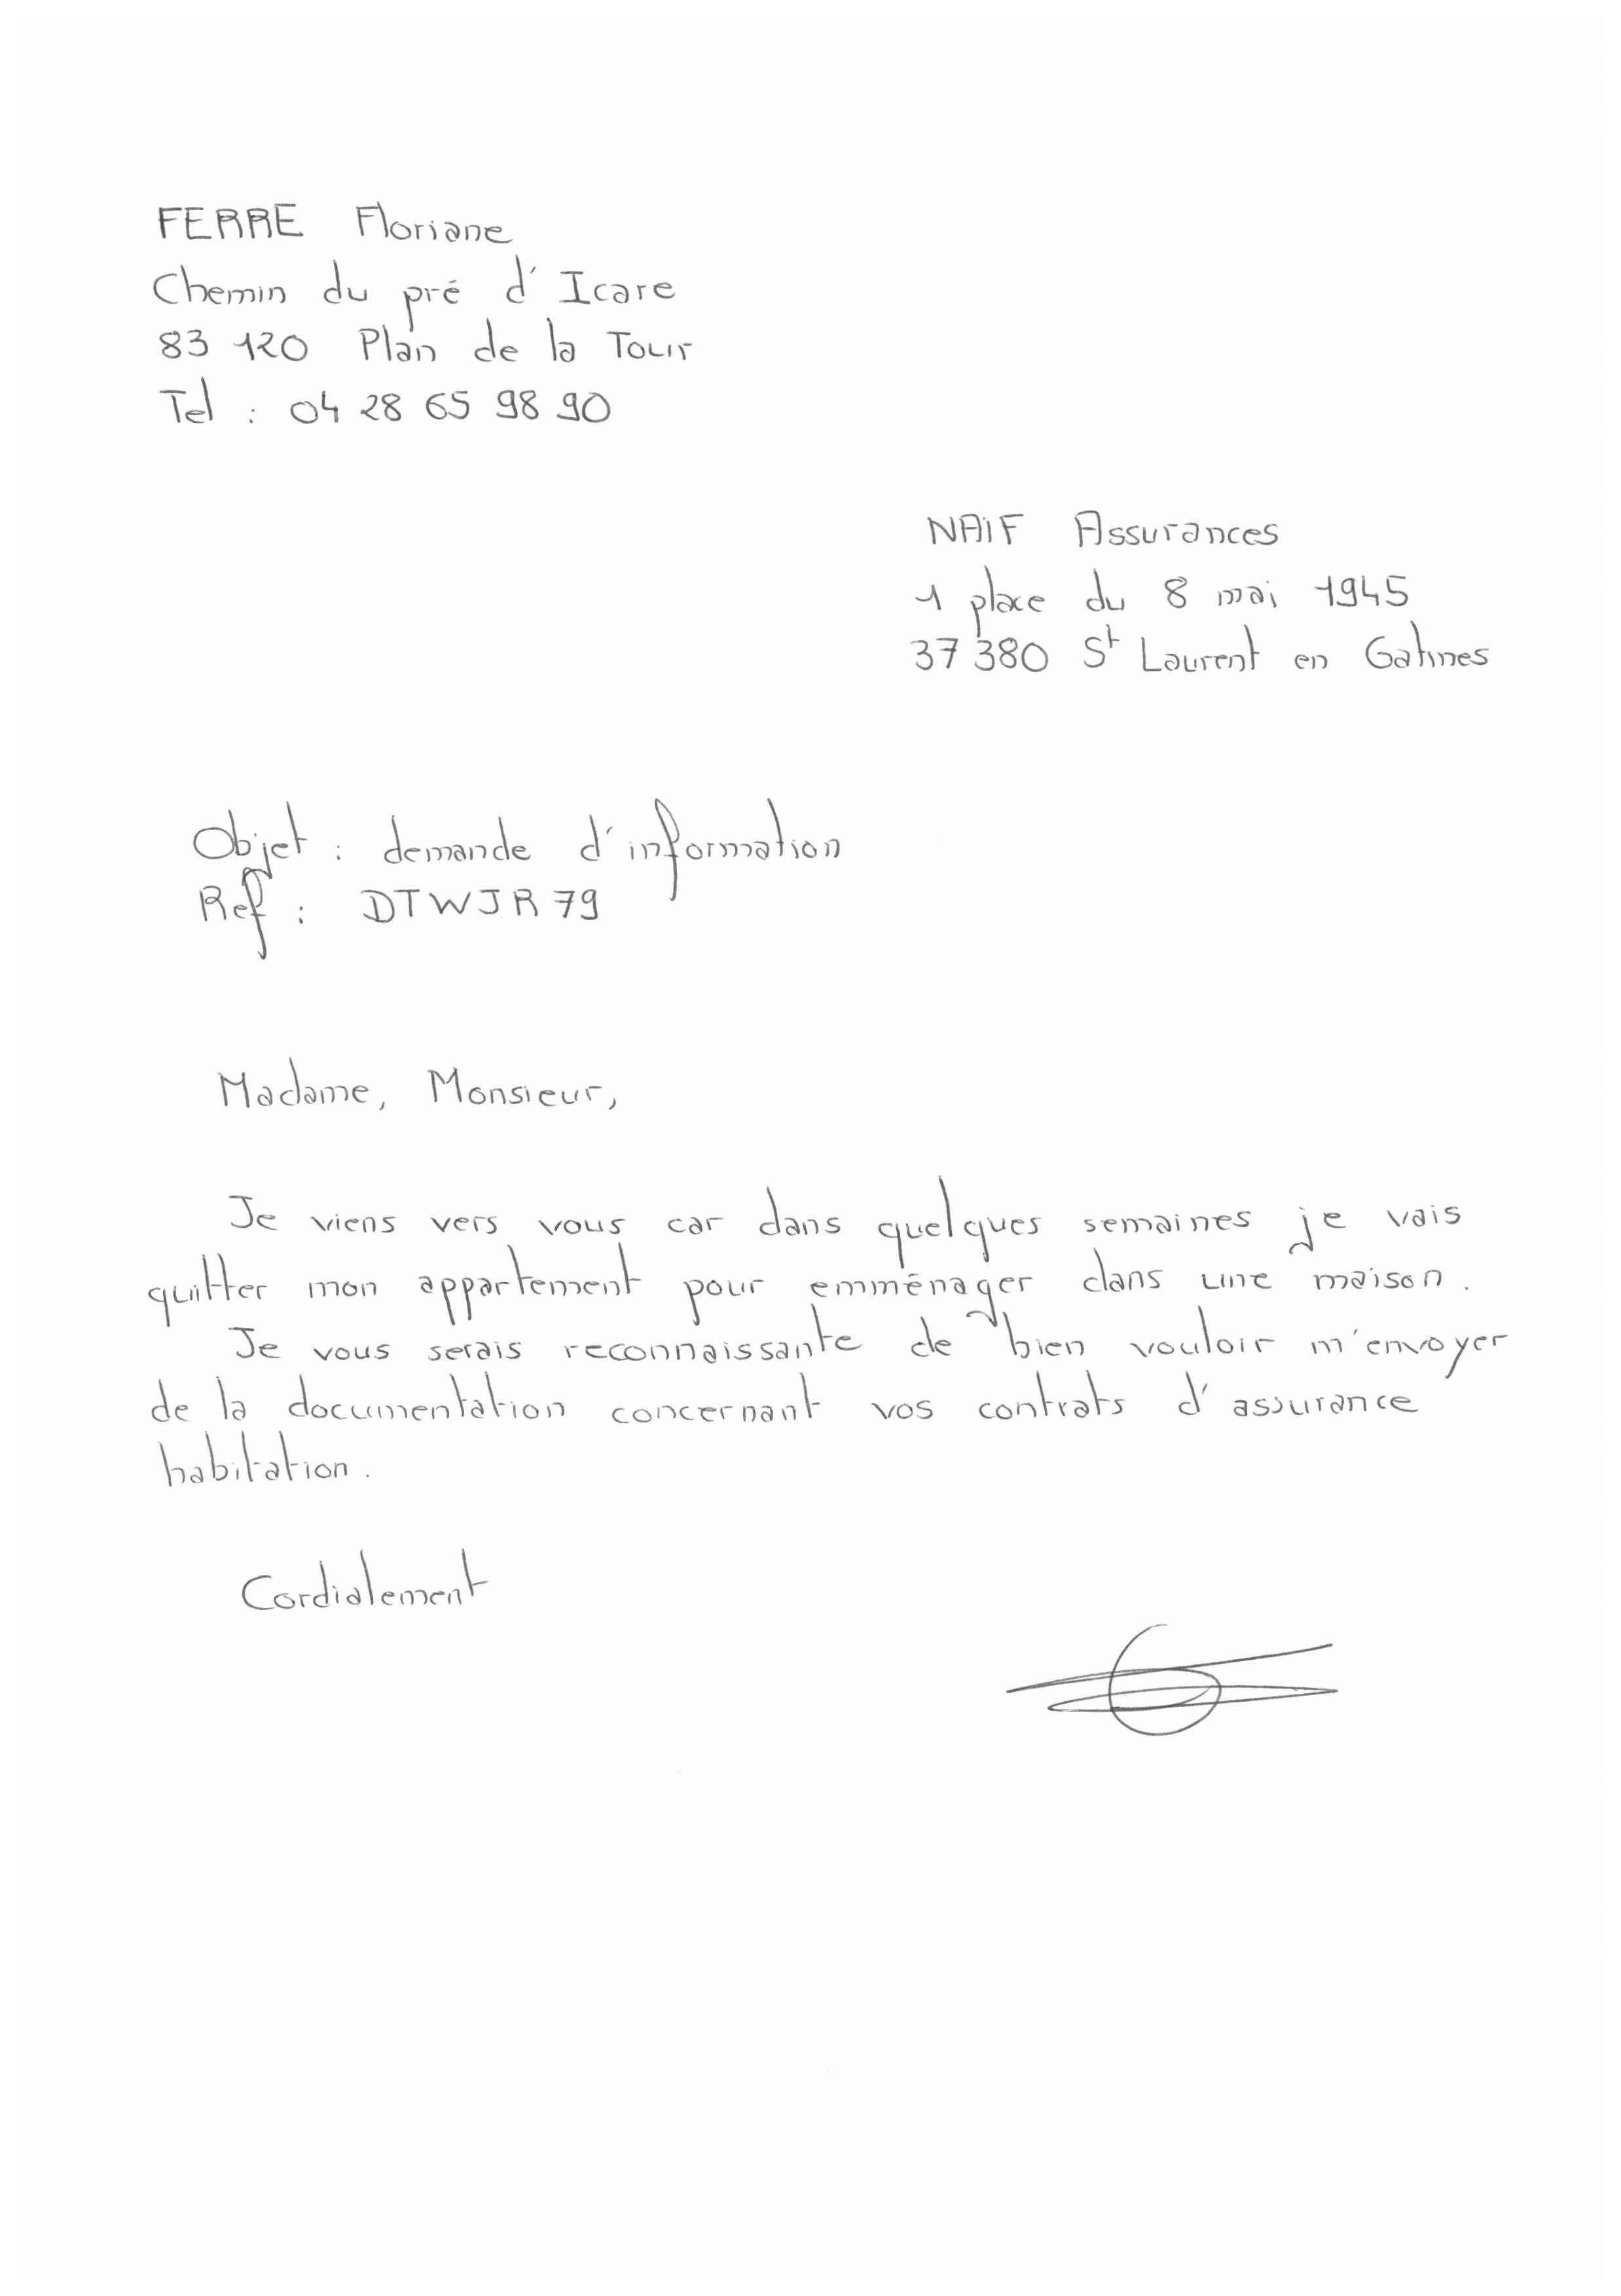 FERRE Floriane
Chemin du pré d'Icare
83 120 Plan de la Tour
Tel : 04 28 65 98 90
NAIF Assurances
1 place du 8 mai 1945
37 380 St Laurent en Gatines
Objet : demande d'information
Ref : DTWJR79
Madame, Monsieur,
Je viens vers vous car dans quelques semaines je vais
quitter mon appartement pour emménager dans une maison.
Je vous serais reconnaissante de bien vouloir m'envoyer
de la documentation concernant vos contrats d'assurance
habitation.
Cordialement